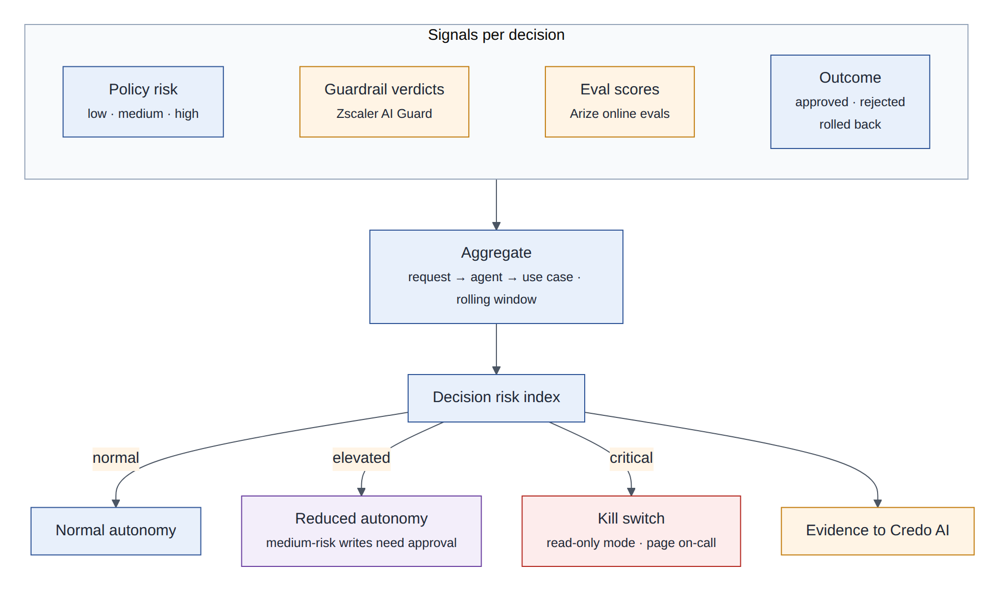 Signals per decision
Policy risk
low · medium · high
Guardrail verdicts
Zscaler AI Guard
Eval scores
Arize online evals
Outcome
approved · rejected
rolled back
Aggregate
request → agent → use case ·
rolling window
Decision risk index
normal
elevated
critical
Normal autonomy
Reduced autonomy
medium-risk writes need approval
Kill switch
read-only mode · page on-call
Evidence to Credo AI